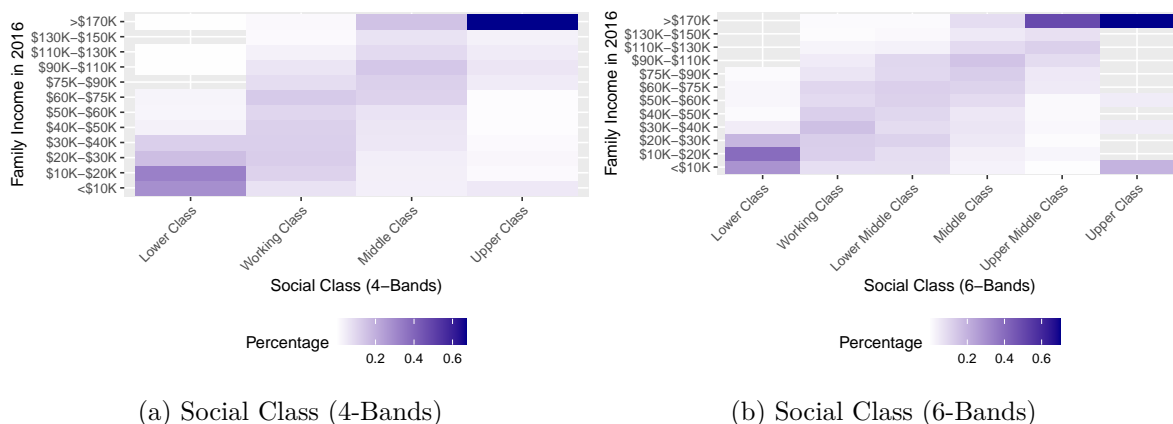 Family Income in 2016
>$170K
$130K–$150K
$110K–$130K
$90K–$110K
$75K–$90K
$60K–$75K
$50K–$60K
$40K–$50K
$30K–$40K
$20K–$30K
$10K–$20K
<$10K
Lower Class
Working Class
Middle Class
Upper Class
Social Class (4−Bands)
Percentage
0.2 0.4 0.6
(a) Social Class (4-Bands)
Family Income in 2016
>$170K
$130K–$150K
$110K–$130K
$90K–$110K
$75K–$90K
$60K–$75K
$50K–$60K
$40K–$50K
$30K–$40K
$20K–$30K
$10K–$20K
<$10K
Lower Class
Working Class
Lower Middle Class
Middle Class
Upper Middle Class
Upper Class
Social Class (6−Bands)
Percentage
0.2 0.4 0.6
(b) Social Class (6-Bands)